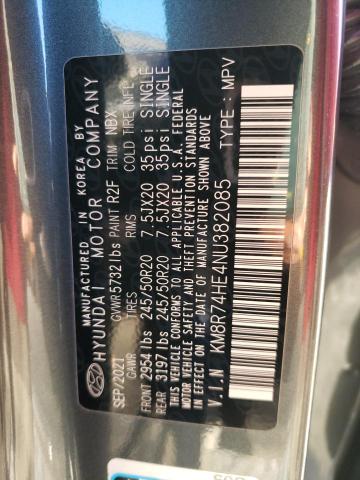 MANUFACTURED IN KOREA BY
HYUNDAI MOTOR COMPANY
SEP/2021 GVWR 5732 lbs PAINT R2F TRIM NBX
GAWR TIRES RIMS COLD TIRE INFL.
FRONT 2954 lbs 245/50R20 7.5JX20 35psi SINGLE
REAR 3197 lbs 245/50R20 7.5JX20 35psi SINGLE
THIS VEHICLE CONFORMS TO ALL APPLICABLE U.S.A. FEDERAL
MOTOR VEHICLE SAFETY AND THEFT PREVENTION STANDARDS
IN EFFECT ON THE DATE OF MANUFACTURE SHOWN ABOVE
V.I.N : KM8R74HE4NU382085 TYPE : MPV